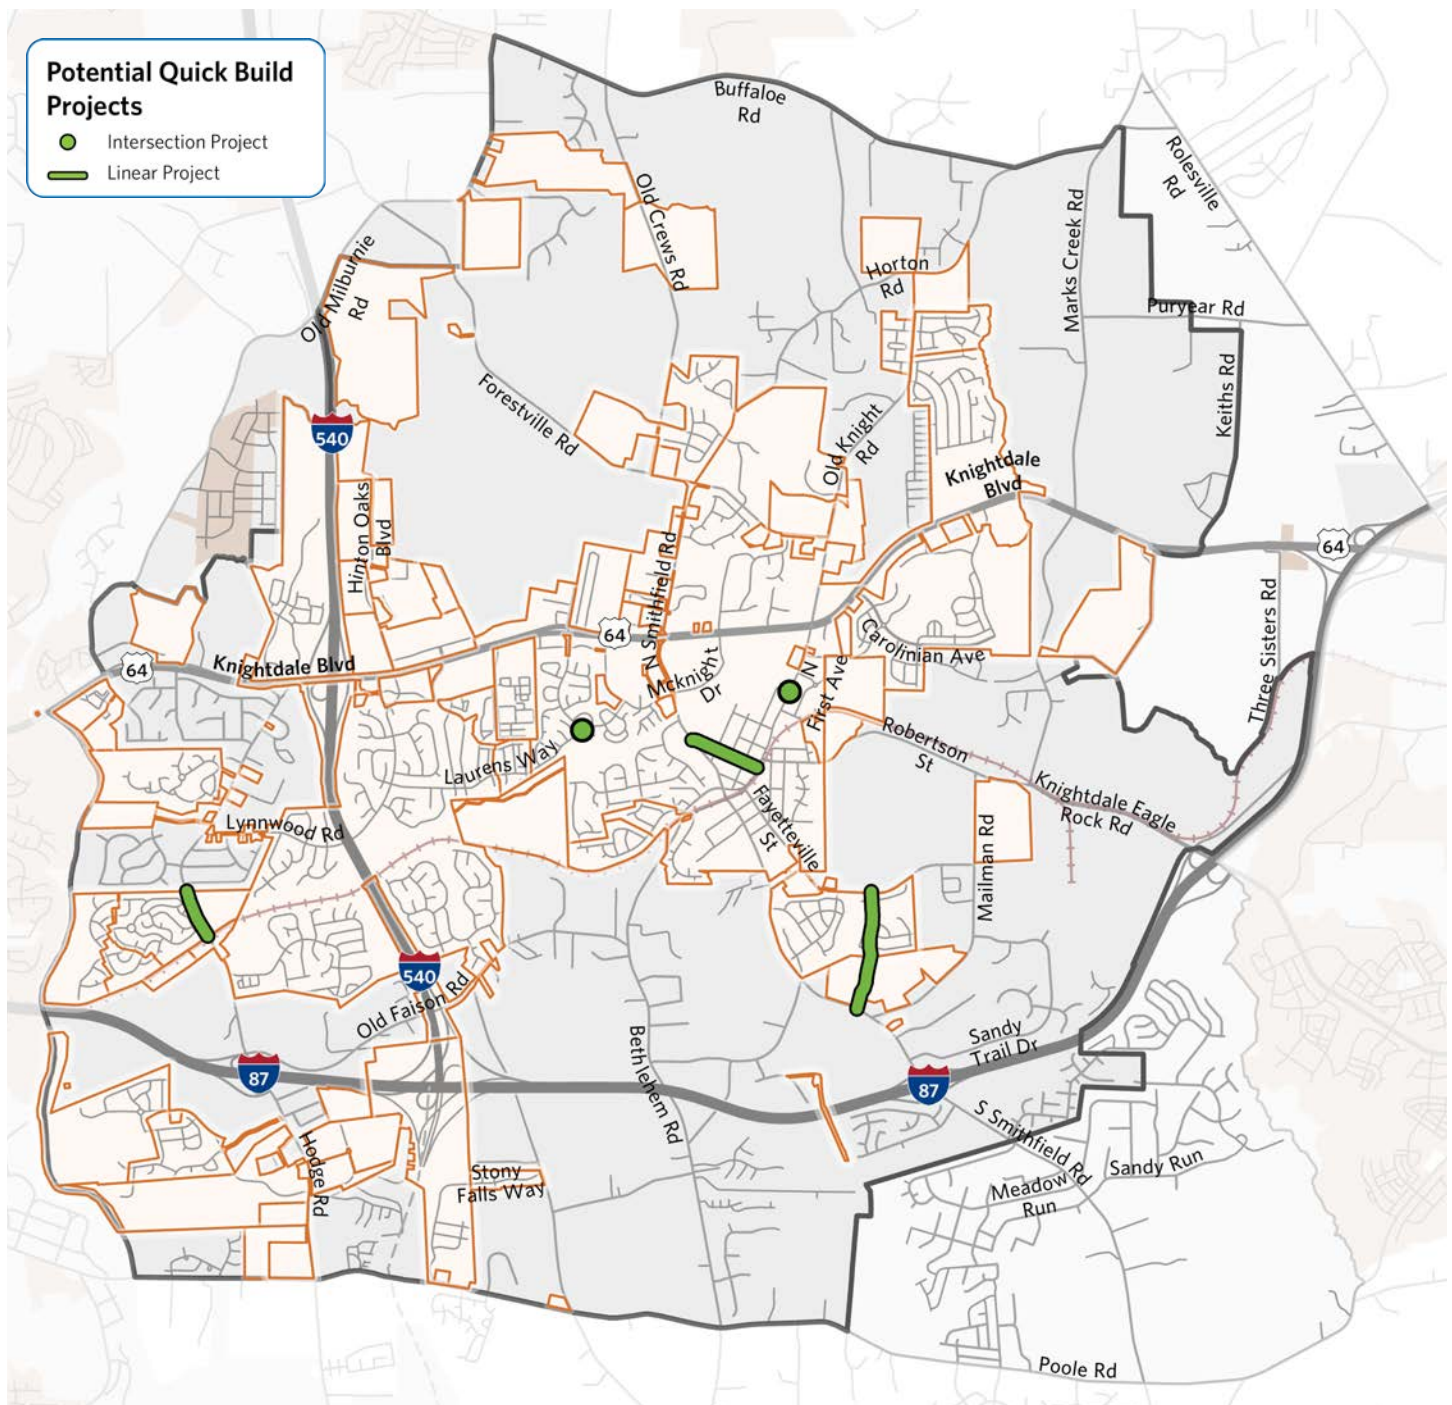 Potential Quick Build
Projects
Intersection Project
Linear Project
Buffaloe
Rd
Rolesville
Rd
Old Crews Rd
Marks Creek Rd
Old Milburnie
Rd
Horton
Rd
Puryear Rd
Keiths Rd
Forestville Rd
Old Knight
Rd
540
Knightdale
Blvd
Hinton Oaks
Blvd
64
N Smithfield Rd
64
Three Sisters Rd
Carolinian Ave
64
Knightdale Blvd
Mcknight
Dr
N
First Ave
Laurens Way
Robertson
St
Knightdale Eagle
Rock Rd
Fayetteville
St
Lynnwood Rd
Mailman Rd
540
Old Faison Rd
Bethlehem Rd
Sandy
Trail Dr
87
87
S Smithfield Rd
Hodge Rd
Stony
Falls Way
Sandy Run
Meadow
Run
Poole Rd